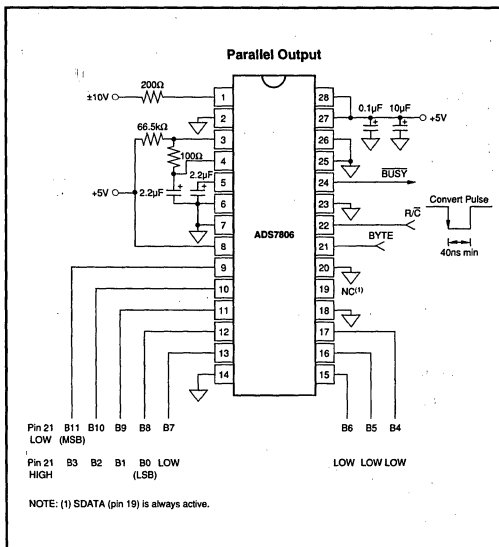 Parallel Output
±10V
200Ω
66.5kΩ
100Ω
2.2µF
2.2µF
+5V
1
2
3
4
5
6
7
8
9
10
11
12
13
14
ADS7806
28
27
26
25
24
23
22
21
20
19
18
17
16
15
0.1µF
10µF
+5V
BUSY
R/C
Convert Pulse
40ns min
BYTE
NC(1)
Pin 21 B11 B10 B9 B8 B7 B6 B5 B4
LOW (MSB)
Pin 21 B3 B2 B1 B0 LOW LOW LOW LOW
HIGH (LSB)
NOTE: (1) SDATA (pin 19) is always active.